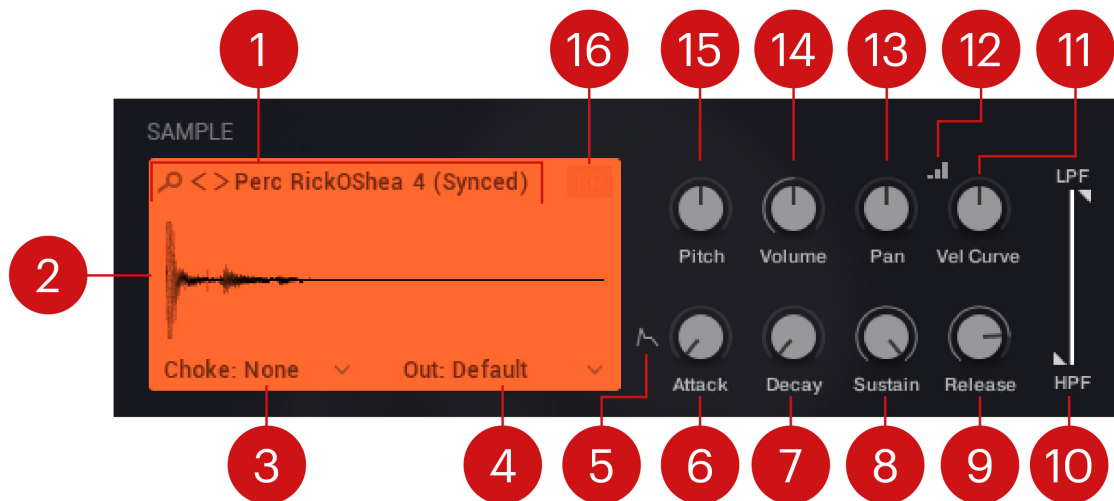 1 16 15 14 13 12 11
SAMPLE
< > Perc RickOShea 4 (Synced) RR
LPF
2
Pitch Volume Pan Vel Curve
Choke: None Out: Default
Attack Decay Sustain Release HPF
3 4 5 6 7 8 9 10